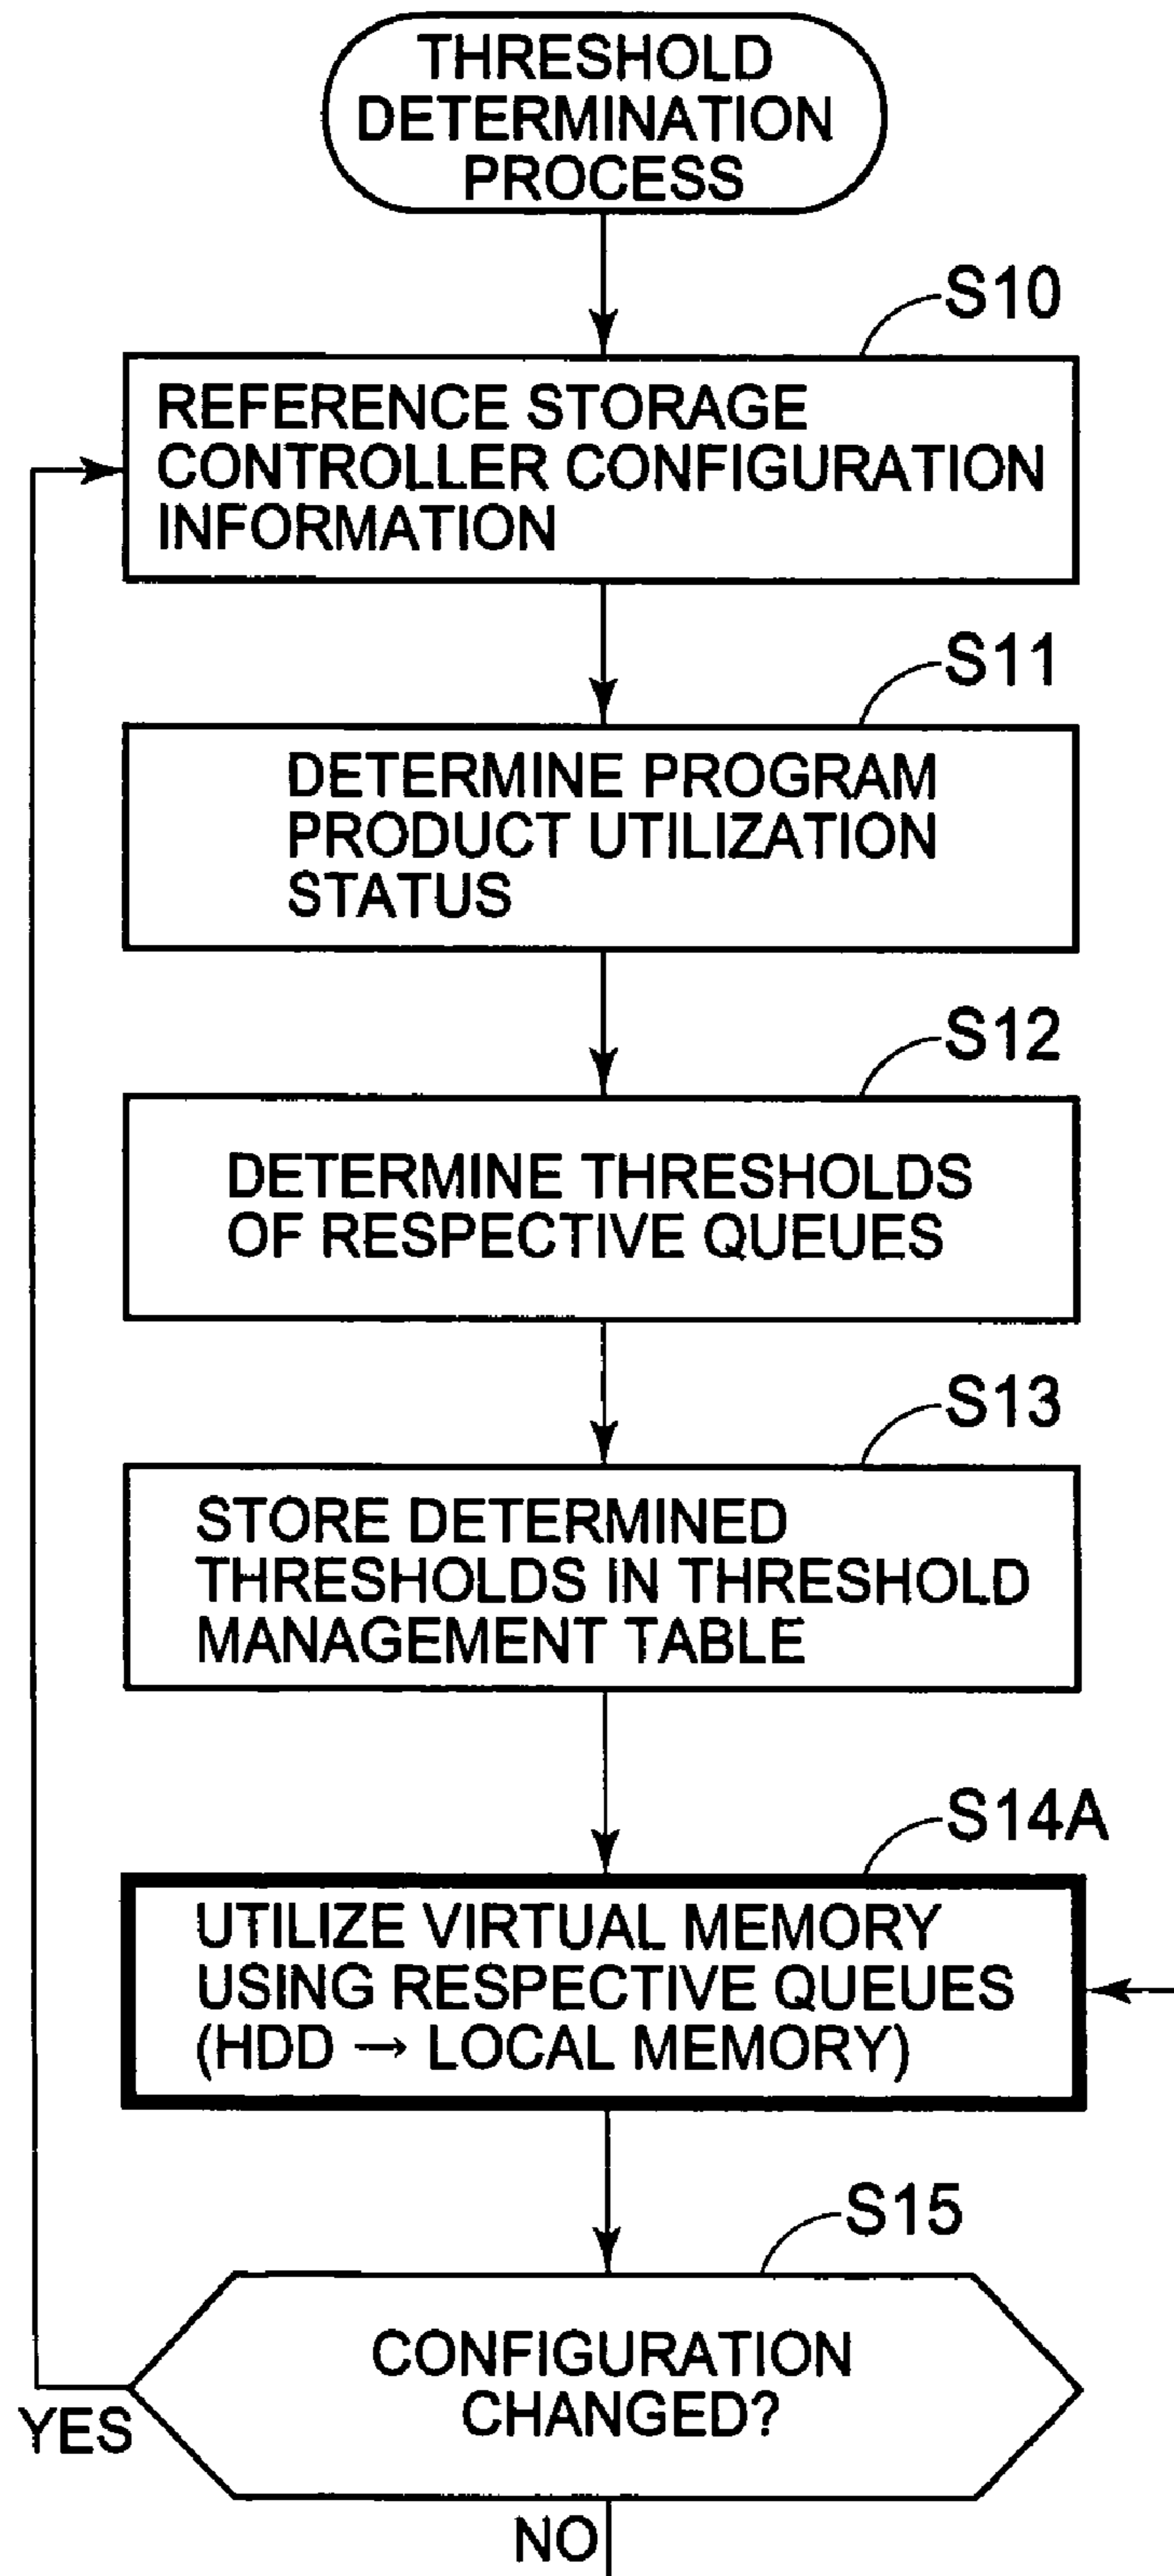 THRESHOLD
DETERMINATION
PROCESS
S10
REFERENCE STORAGE
CONTROLLER CONFIGURATION
INFORMATION
S11
DETERMINE PROGRAM
PRODUCT UTILIZATION
STATUS
S12
DETERMINE THRESHOLDS
OF RESPECTIVE QUEUES
S13
STORE DETERMINED
THRESHOLDS IN THRESHOLD
MANAGEMENT TABLE
S14A
UTILIZE VIRTUAL MEMORY
USING RESPECTIVE QUEUES
(HDD → LOCAL MEMORY)
S15
CONFIGURATION
CHANGED?
YES
NO